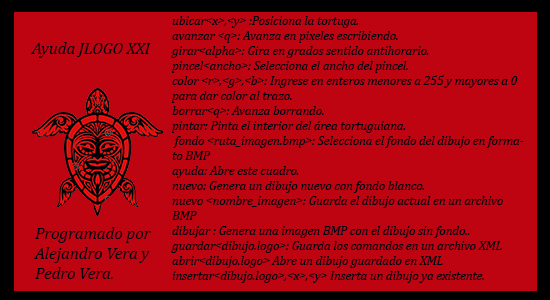 Ayuda JLOGO XXI
Programado por
Alejandro Vera y
Pedro Vera.
ubicar<x>,<y> :Posiciona la tortuga.
avanzar <q>: Avanza en pixeles escribiendo.
girar<alpha>: Gira en grados sentido antihorario.
pincel<ancho>: Selecciona el ancho del pincel.
color <r>,<g>,<b>: Ingrese en enteros menores a 255 y mayores a 0
para dar color al trazo.
borrar<q>: Avanza borrando.
pintar: Pinta el interior del área tortuguiana.
fondo <ruta_imagen.bmp>: Selecciona el fondo del dibujo en forma-
to BMP
ayuda: Abre este cuadro.
nuevo: Genera un dibujo nuevo con fondo blanco.
nuevo <nombre_imagen>: Guarda el dibujo actual en un archivo
BMP
dibujar : Genera una imagen BMP con el dibujo sin fondo..
guardar<dibujo.logo>: Guarda los comandos en un archivo XML
abrir<dibujo.logo> Abre un dibujo guardado en XML
insertar<dibujo.logo>,<x>,<y> Inserta un dibujo ya existente.